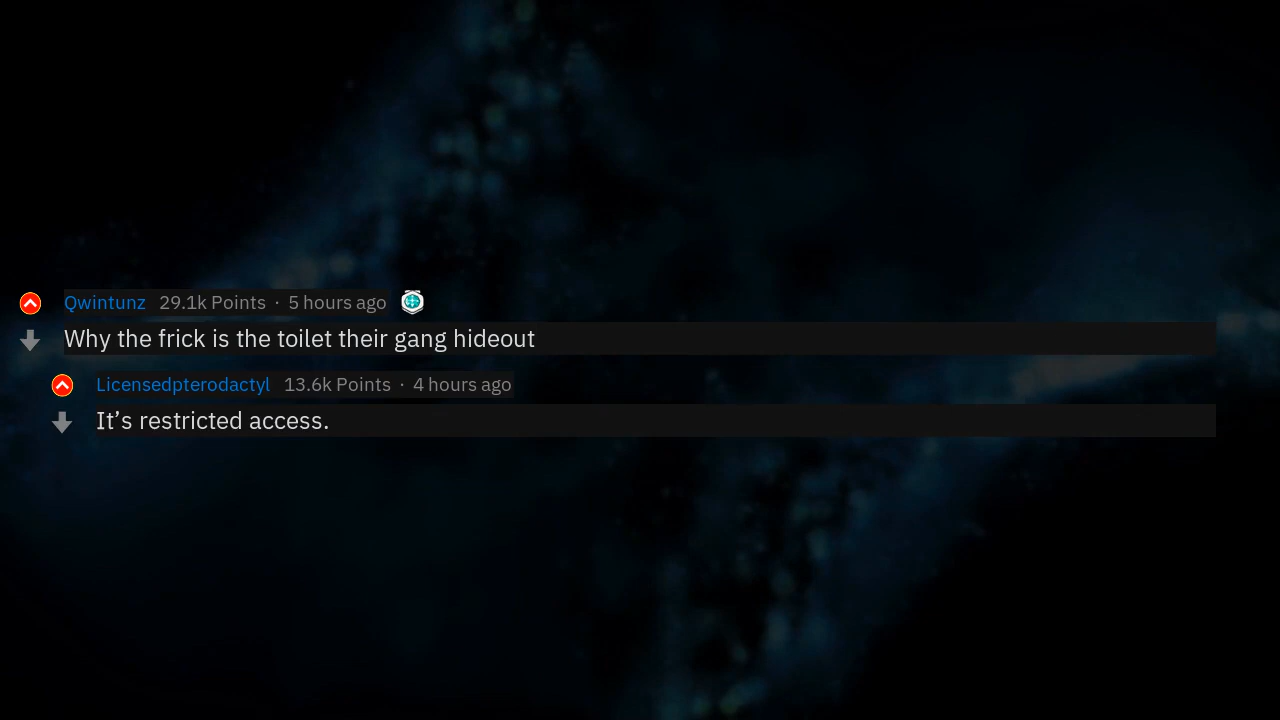 Qwintunz 29.1k Points · 5 hours ago
Why the frick is the toilet their gang hideout
Licensedpterodactyl 13.6k Points · 4 hours ago
It’s restricted access.